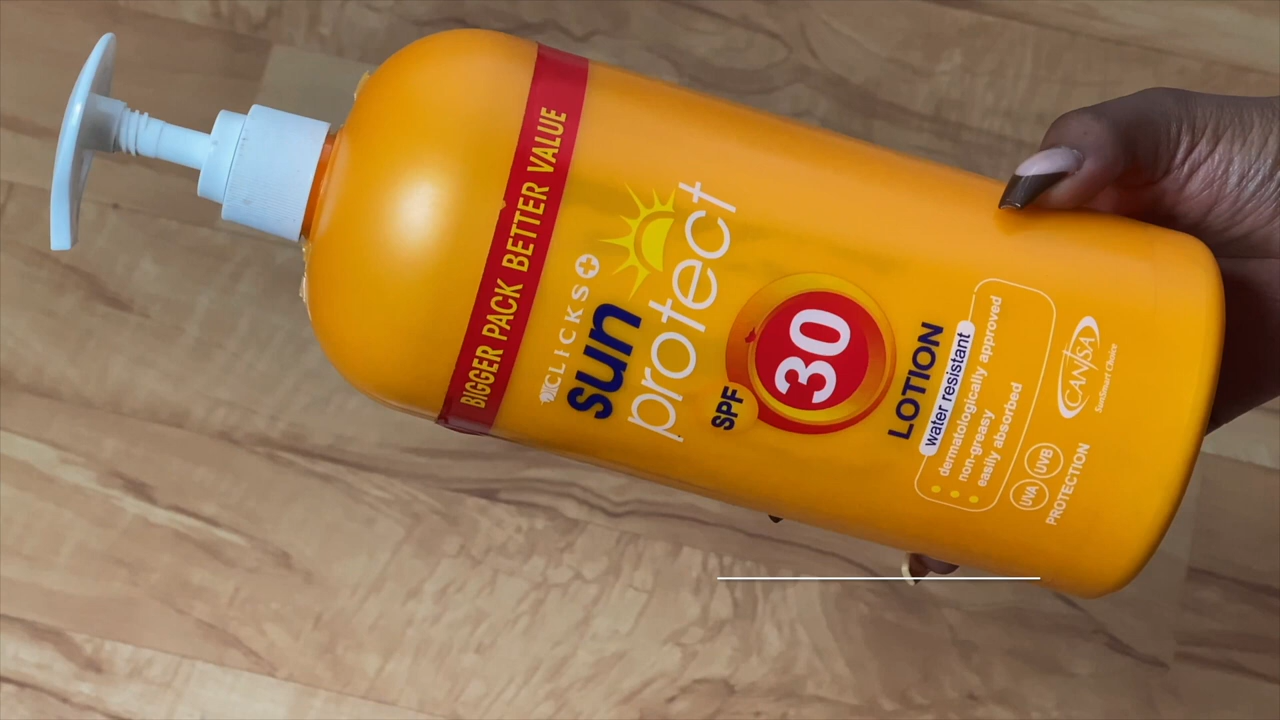 BIGGER PACK BETTER VALUE
CLICKS
sun
protect
SPF
30
LOTION
water resistant
dermatologically approved
non-greasy
easily absorbed
UVA UVB
PROTECTION
CANSA
SunSmart Choice